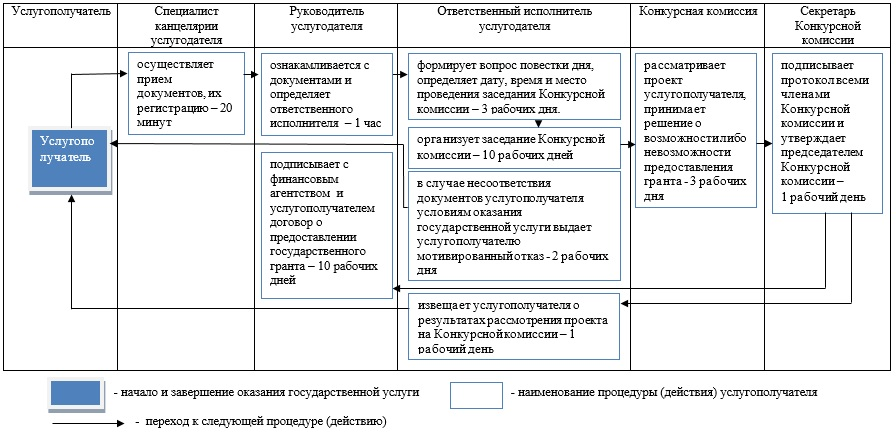 Услугополучатель
Специалист
канцелярии
услугодателя
Руководитель
услугодателя
Ответственный исполнитель
услугодателя
Конкурсная комиссия
Секретарь
Конкурсной
комиссии
Услугопо
лучатель
осуществляет
прием
документов, их
регистрацию – 20
минут
ознакамливается с
документами и
определяет
ответственного
исполнителя – 1 час
подписывает с
финансовым
агентством и
услугополучателем
договор о
предоставлении
государственного
гранта – 10 рабочих
дней
формирует вопрос повестки дня,
определяет дату, время и место
проведения заседания Конкурсной
комиссии – 3 рабочих дня.
организует заседание Конкурсной
комиссии – 10 рабочих дней
в случае несоответствия
документов услугополучателя
условиям оказания
государственной услуги выдает
услугополучателю
мотивированный отказ - 2 рабочих
дня
извещает услугополучателя о
результатах рассмотрения проекта
на Конкурсной комиссии – 1
рабочий день
рассматривает
проект
услугополучателя,
принимает
решение о
возможности либо
невозможности
предоставления
гранта - 3 рабочих
дня
подписывает
протокол всеми
членами
Конкурсной
комиссии и
утверждает
председателем
Конкурсной
комиссии –
1 рабочий день
- начало и завершение оказания государственной услуги
- наименование процедуры (действия) услугополучателя
- переход к следующей процедуре (действию)